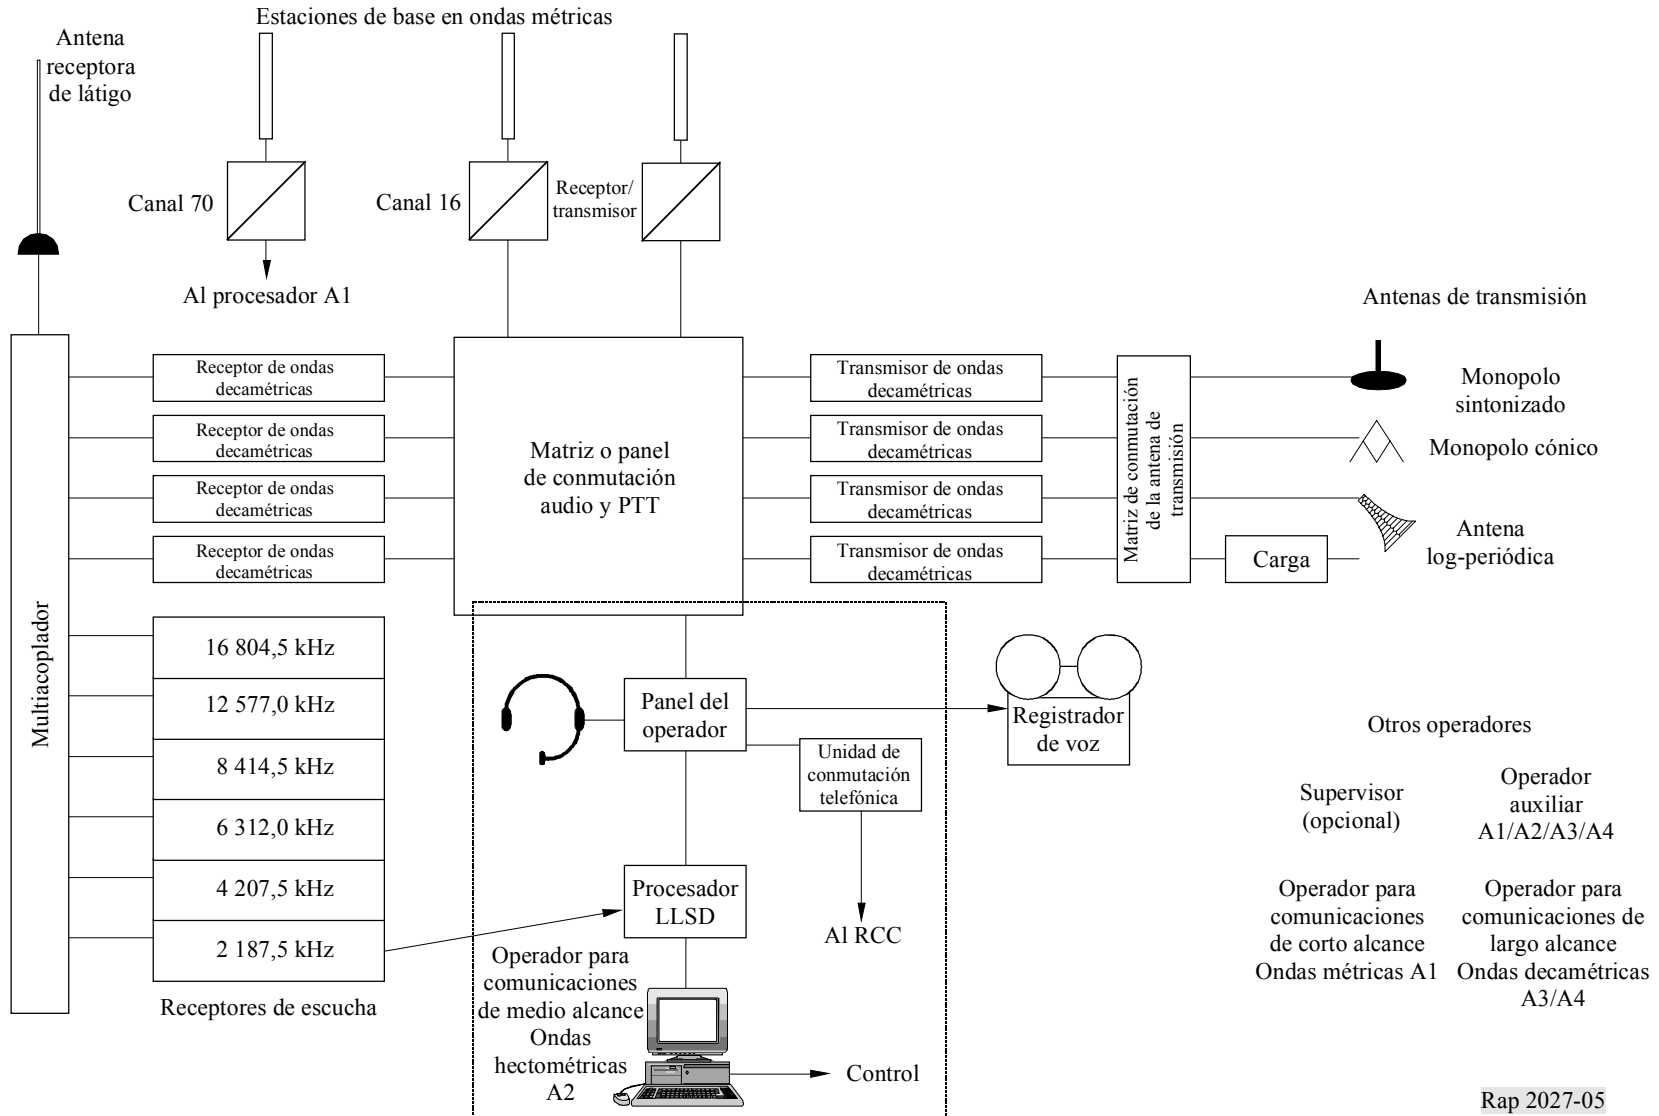 Estaciones de base en ondas métricas
Antena
receptora
de látigo
Canal 70
Canal 16
Receptor/
transmisor
Al procesador A1
Antenas de transmisión
Receptor de ondas
decamétricas
Receptor de ondas
decamétricas
Receptor de ondas
decamétricas
Receptor de ondas
decamétricas
Matriz o panel
de conmutación
audio y PTT
Transmisor de ondas
decamétricas
Transmisor de ondas
decamétricas
Transmisor de ondas
decamétricas
Transmisor de ondas
decamétricas
Matriz de conmutación
de la antena de
transmisión
Monopolo
sintonizado
Monopolo cónico
Antena
log-periódica
Carga
Multiacoplador
16 804,5 kHz
12 577,0 kHz
8 414,5 kHz
6 312,0 kHz
4 207,5 kHz
2 187,5 kHz
Receptores de escucha
Panel del
operador
Registrador
de voz
Unidad de
conmutación
telefónica
Al RCC
Procesador
LLSD
Operador para
comunicaciones
de medio alcance
Ondas
hectométricas
A2
Control
Otros operadores
Supervisor
(opcional)
Operador
auxiliar
A1/A2/A3/A4
Operador para
comunicaciones
de corto alcance
Ondas métricas A1
Operador para
comunicaciones de
largo alcance
Ondas decamétricas
A3/A4
Rap 2027-05